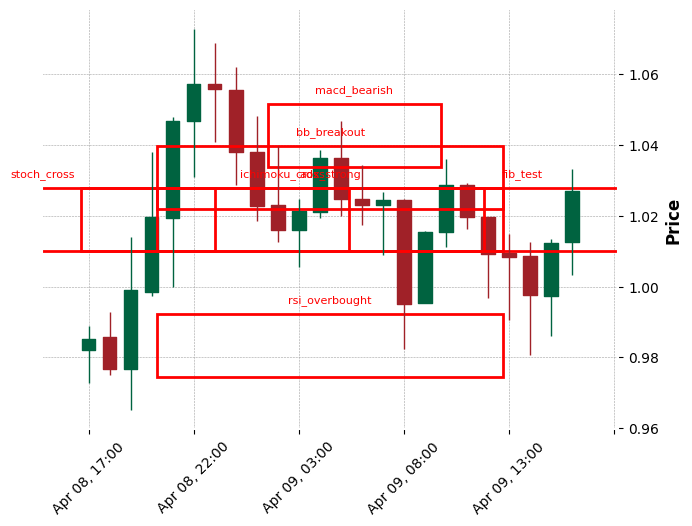 macd_bearish
bb_breakout
stoch_cross
fib_test
rsi_overbought
1.06
1.04
1.02
1.00
0.98
0.96
Price
Apr 08, 17:00
Apr 08, 22:00
Apr 09, 03:00
Apr 09, 08:00
Apr 09, 13:00